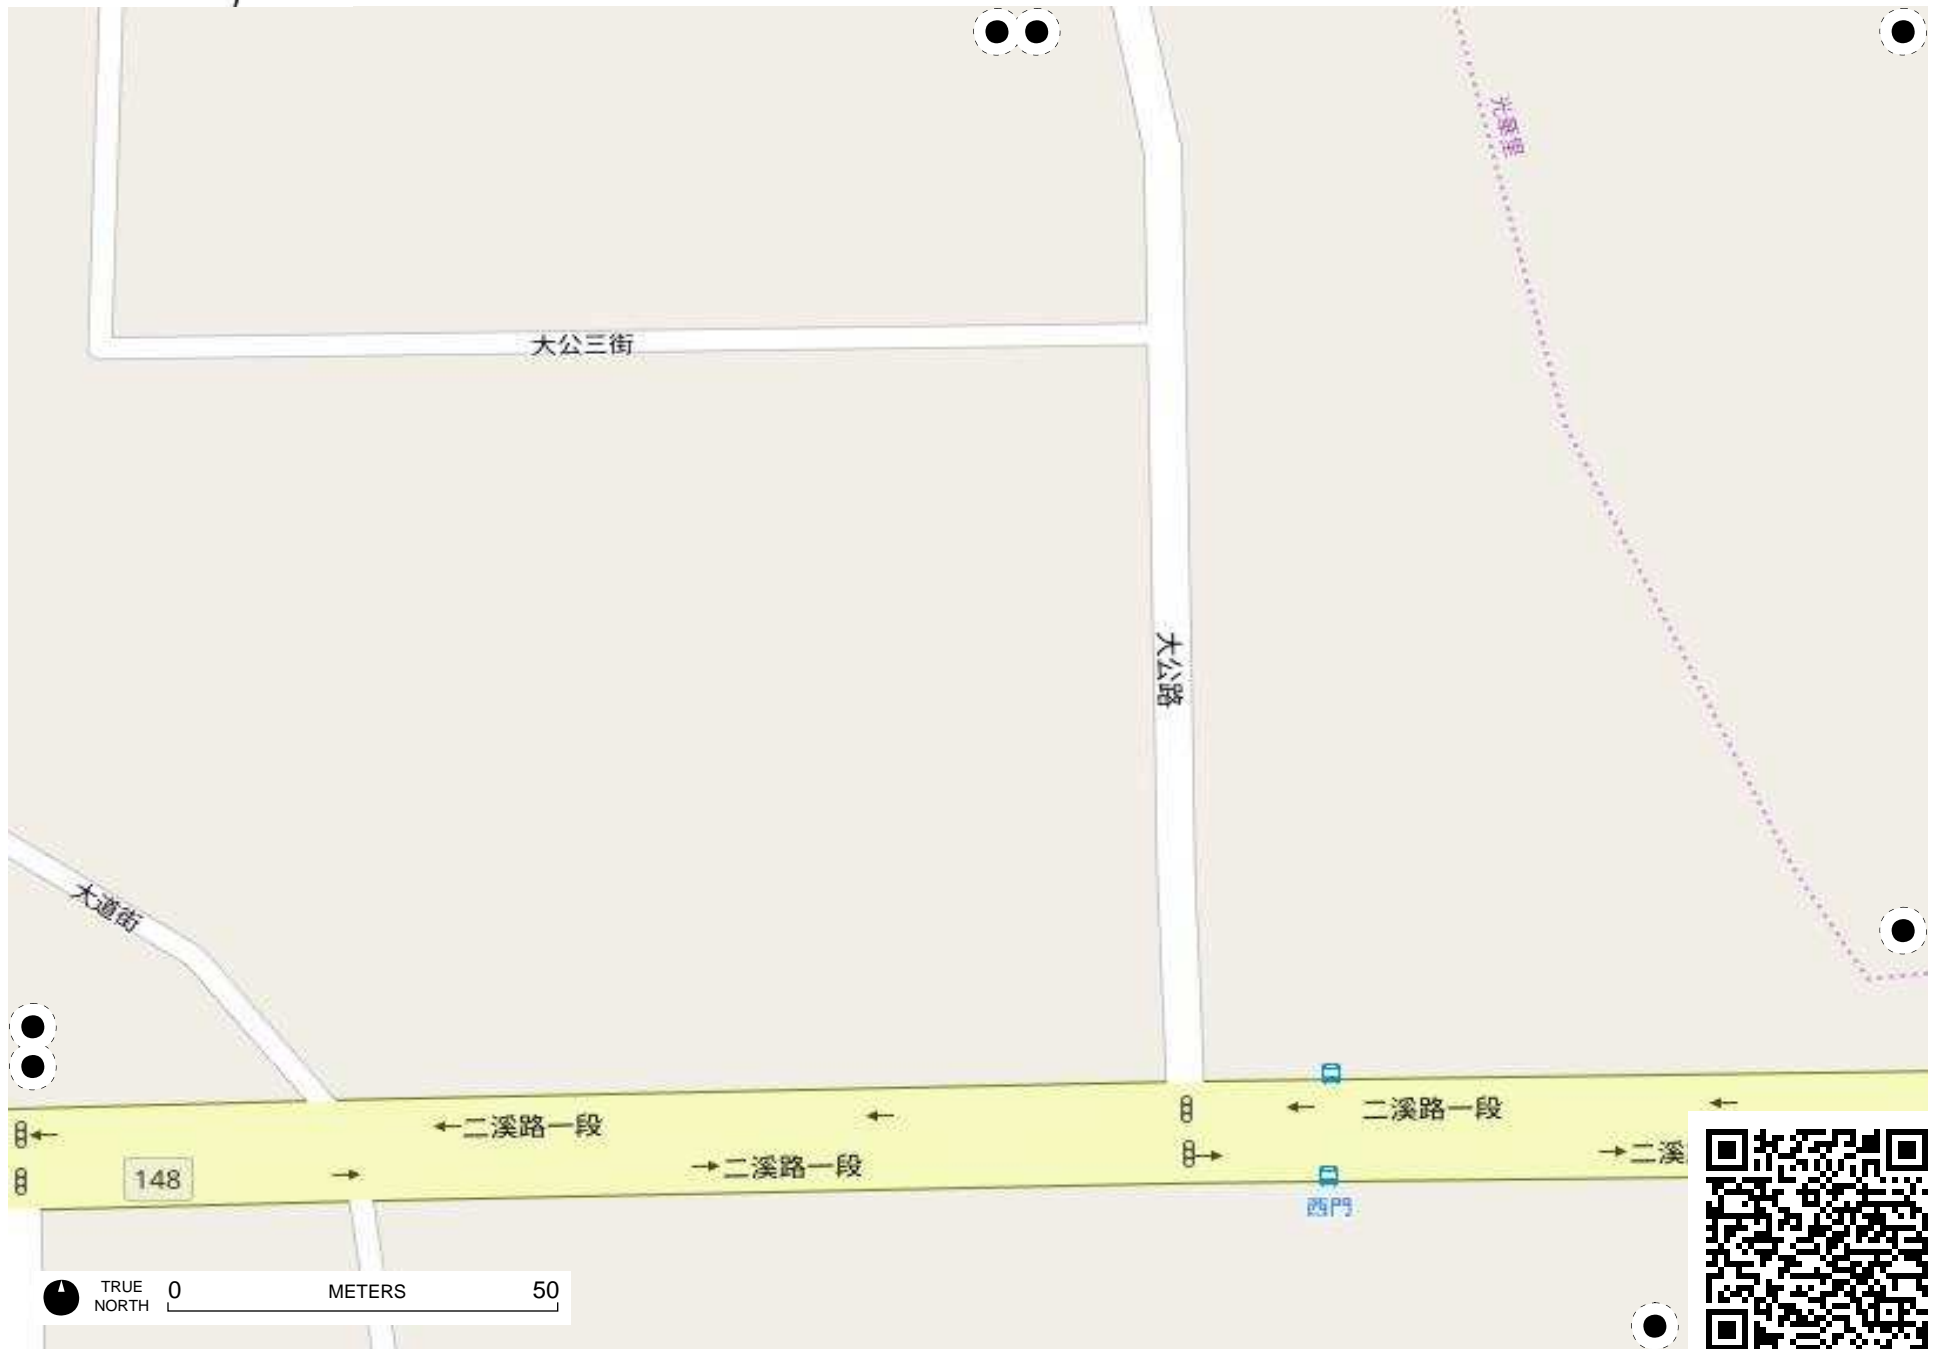 大公三街
大公路
大道街
二溪路一段
二溪路一段
二溪路一段
二溪
148
西門
TRUE
NORTH
0 METERS 50